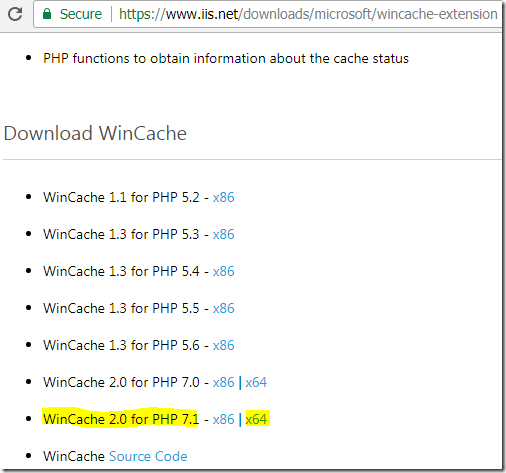 Secure https://www.iis.net/downloads/microsoft/wincache-extension
PHP functions to obtain information about the cache status
Download WinCache
WinCache 1.1 for PHP 5.2 - x86
WinCache 1.3 for PHP 5.3 - x86
WinCache 1.3 for PHP 5.4 - x86
WinCache 1.3 for PHP 5.5 - x86
WinCache 1.3 for PHP 5.6 - x86
WinCache 2.0 for PHP 7.0 - x86 | x64
WinCache 2.0 for PHP 7.1 - x86 | x64
WinCache Source Code